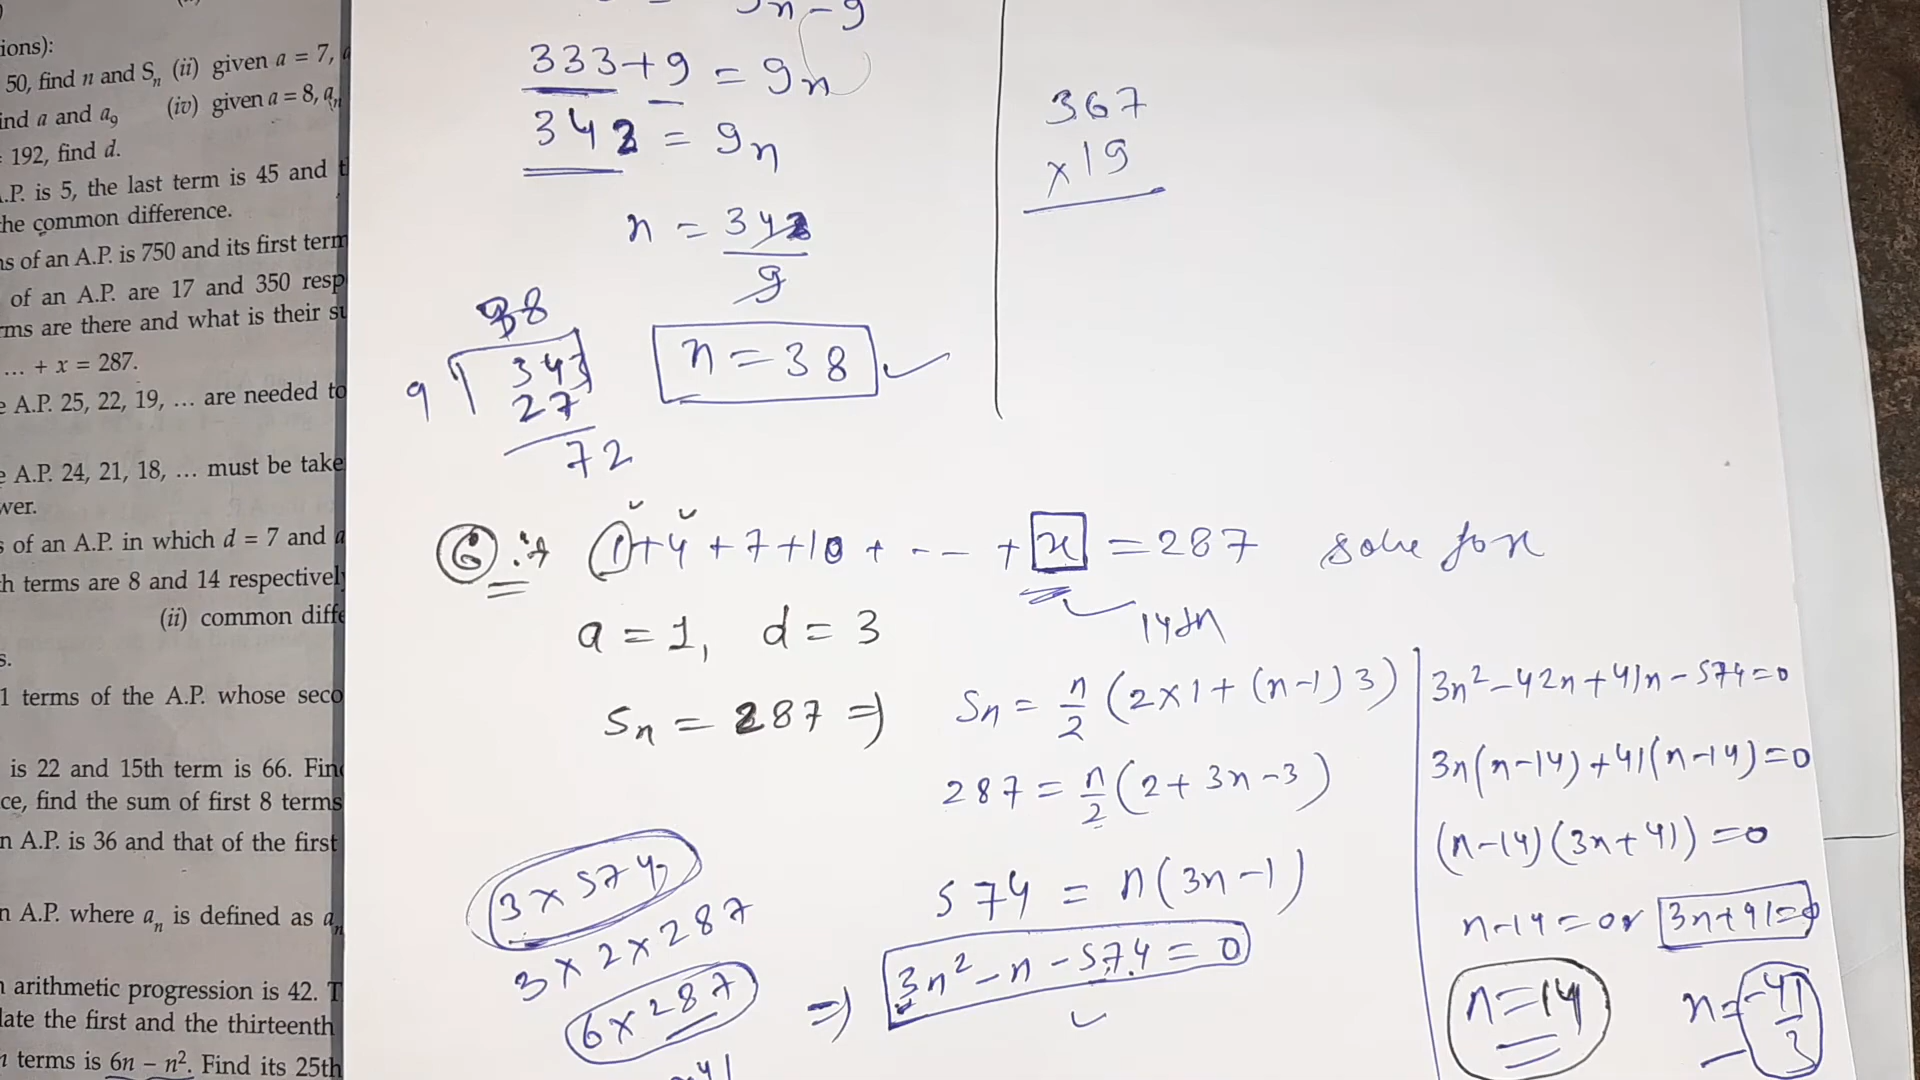 ions):
50, find n and Sₙ (ii) given a = 7,
ind a and a₉ (iv) given a = 8, aₙ
= 192, find d.
A.P. is 5, the last term is 45 and
the common difference.
ns of an A.P. is 750 and its first term
of an A.P. are 17 and 350 resp
rms are there and what is their su
... + x = 287.
e A.P. 25, 22, 19, ... are needed to
e A.P. 24, 21, 18, ... must be take
wer.
s of an A.P. in which d = 7 and
h terms are 8 and 14 respectively
(ii) common diffe
s.
1 terms of the A.P. whose seco
is 22 and 15th term is 66. Find
ce, find the sum of first 8 terms
n A.P. is 36 and that of the first
n A.P. where aₙ is defined as aₙ
n arithmetic progression is 42. T
late the first and the thirteenth
n terms is 6n – n². Find its 25th
333+9 = 9n
342 = 9n
n = 342/9
38
9 343
27
72
n = 38
367
×19
6 1+4+7+10+ -- + x = 287 solve for x
14th
a = 1, d = 3
Sn = 287 ⇒
Sn = n/2 (2×1+(n-1)3)
287 = n/2 (2+3n-3)
574 = n(3n-1)
⇒ 3n²-n-574=0
3×574
3×2×287
6×287
3n²-42n+41n-574=0
3n(n-14)+41(n-14)=0
(n-14)(3n+41)=0
n-14=0 or 3n+41=0
n=14 n=-41/3